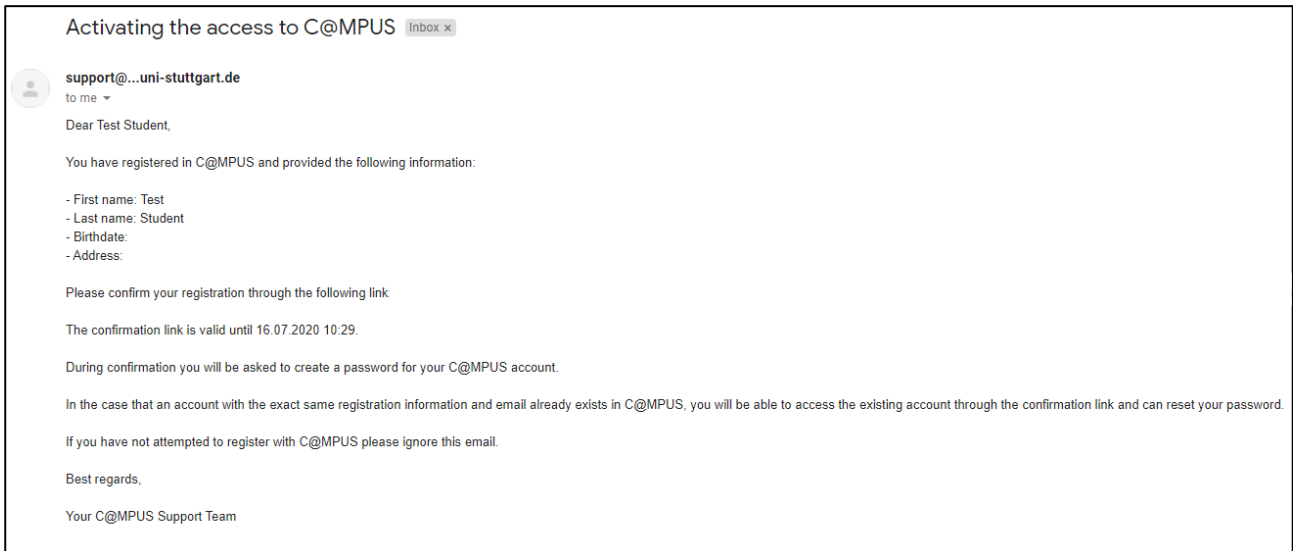 Activating the access to C@MPUS Inbox x
support@...uni-stuttgart.de
to me
Dear Test Student,
You have registered in C@MPUS and provided the following information:
- First name: Test
- Last name: Student
- Birthdate:
- Address:
Please confirm your registration through the following link:
The confirmation link is valid until 16.07.2020 10:29.
During confirmation you will be asked to create a password for your C@MPUS account.
In the case that an account with the exact same registration information and email already exists in C@MPUS, you will be able to access the existing account through the confirmation link and can reset your password.
If you have not attempted to register with C@MPUS please ignore this email.
Best regards,
Your C@MPUS Support Team